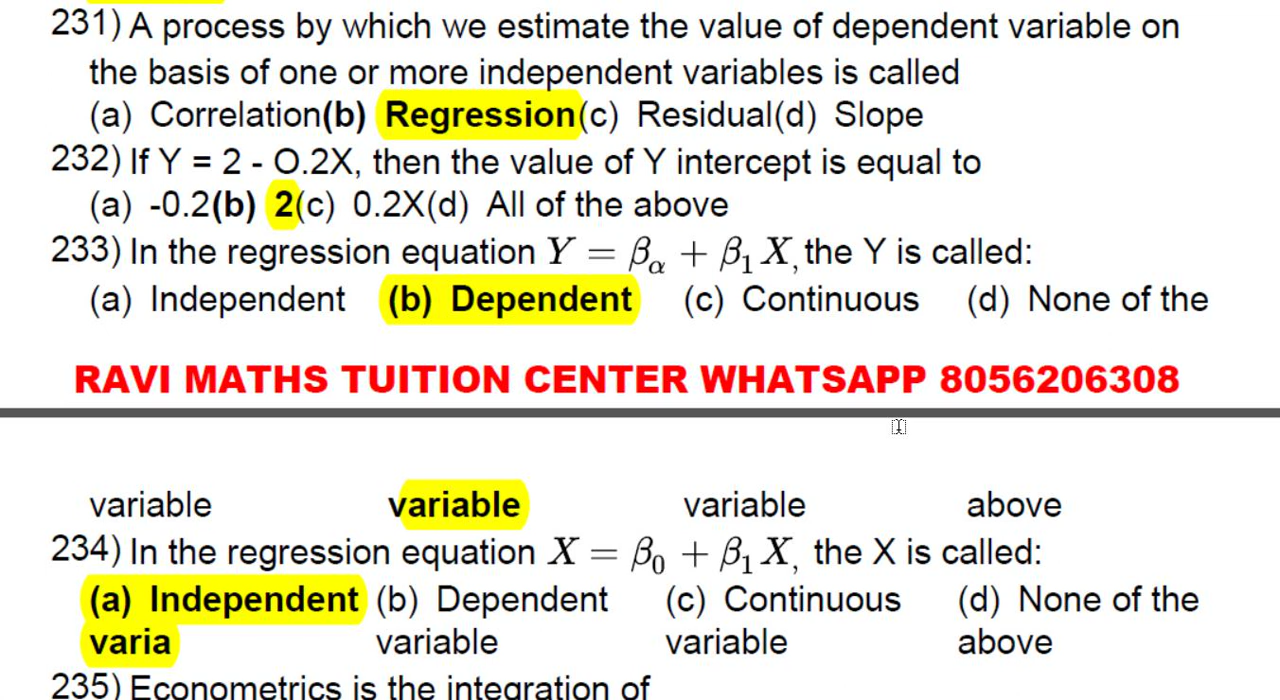 231) A process by which we estimate the value of dependent variable on
the basis of one or more independent variables is called
(a) Correlation(b) Regression(c) Residual(d) Slope
232) If Y = 2 - O.2X, then the value of Y intercept is equal to
(a) -0.2(b) 2(c) 0.2X(d) All of the above
233) In the regression equation Y = βα + β1 X, the Y is called:
(a) Independent (b) Dependent (c) Continuous (d) None of the
RAVI MATHS TUITION CENTER WHATSAPP 8056206308
variable variable variable above
234) In the regression equation X = β0 + β1 X, the X is called:
(a) Independent (b) Dependent (c) Continuous (d) None of the
varia variable variable above
235) Econometrics is the integration of